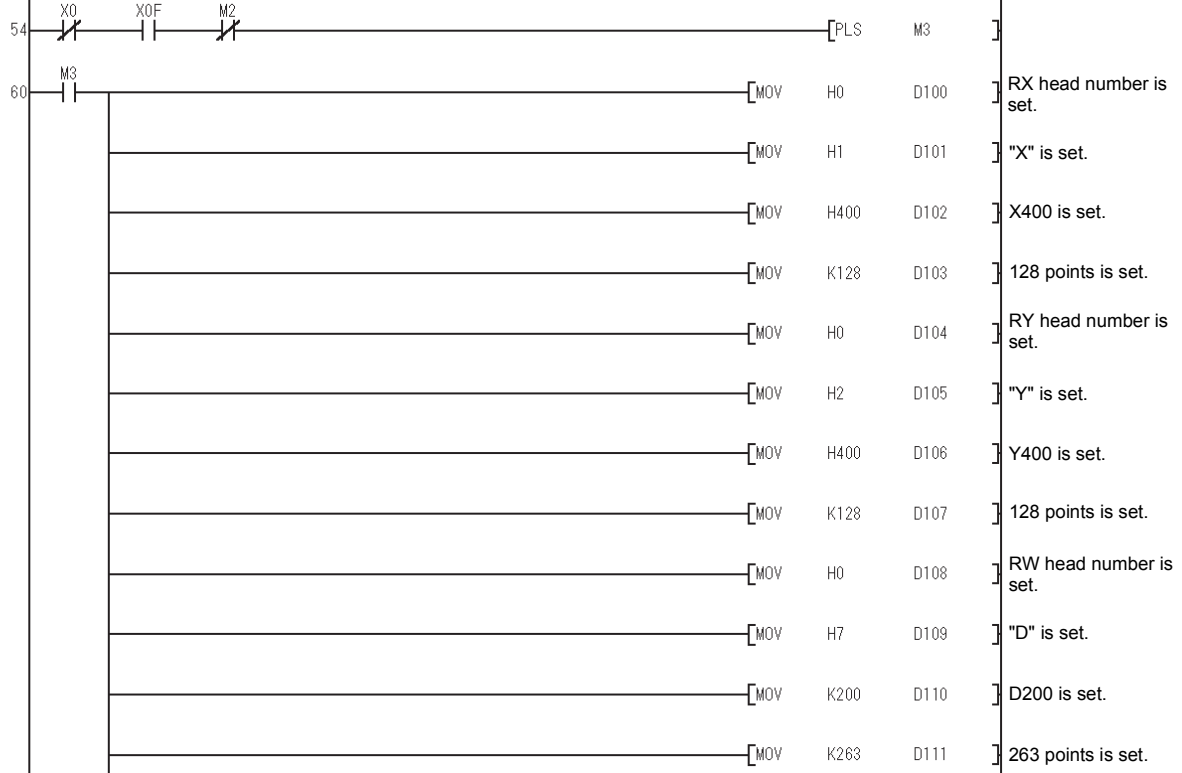 X0 X0F M2
54 [PLS M3 ]
M3
60 [MOV H0 D100 ] RX head number is
set.
[MOV H1 D101 ] "X" is set.
[MOV H400 D102 ] X400 is set.
[MOV K128 D103 ] 128 points is set.
[MOV H0 D104 ] RY head number is
set.
[MOV H2 D105 ] "Y" is set.
[MOV H400 D106 ] Y400 is set.
[MOV K128 D107 ] 128 points is set.
[MOV H0 D108 ] RW head number is
set.
[MOV H7 D109 ] "D" is set.
[MOV K200 D110 ] D200 is set.
[MOV K263 D111 ] 263 points is set.